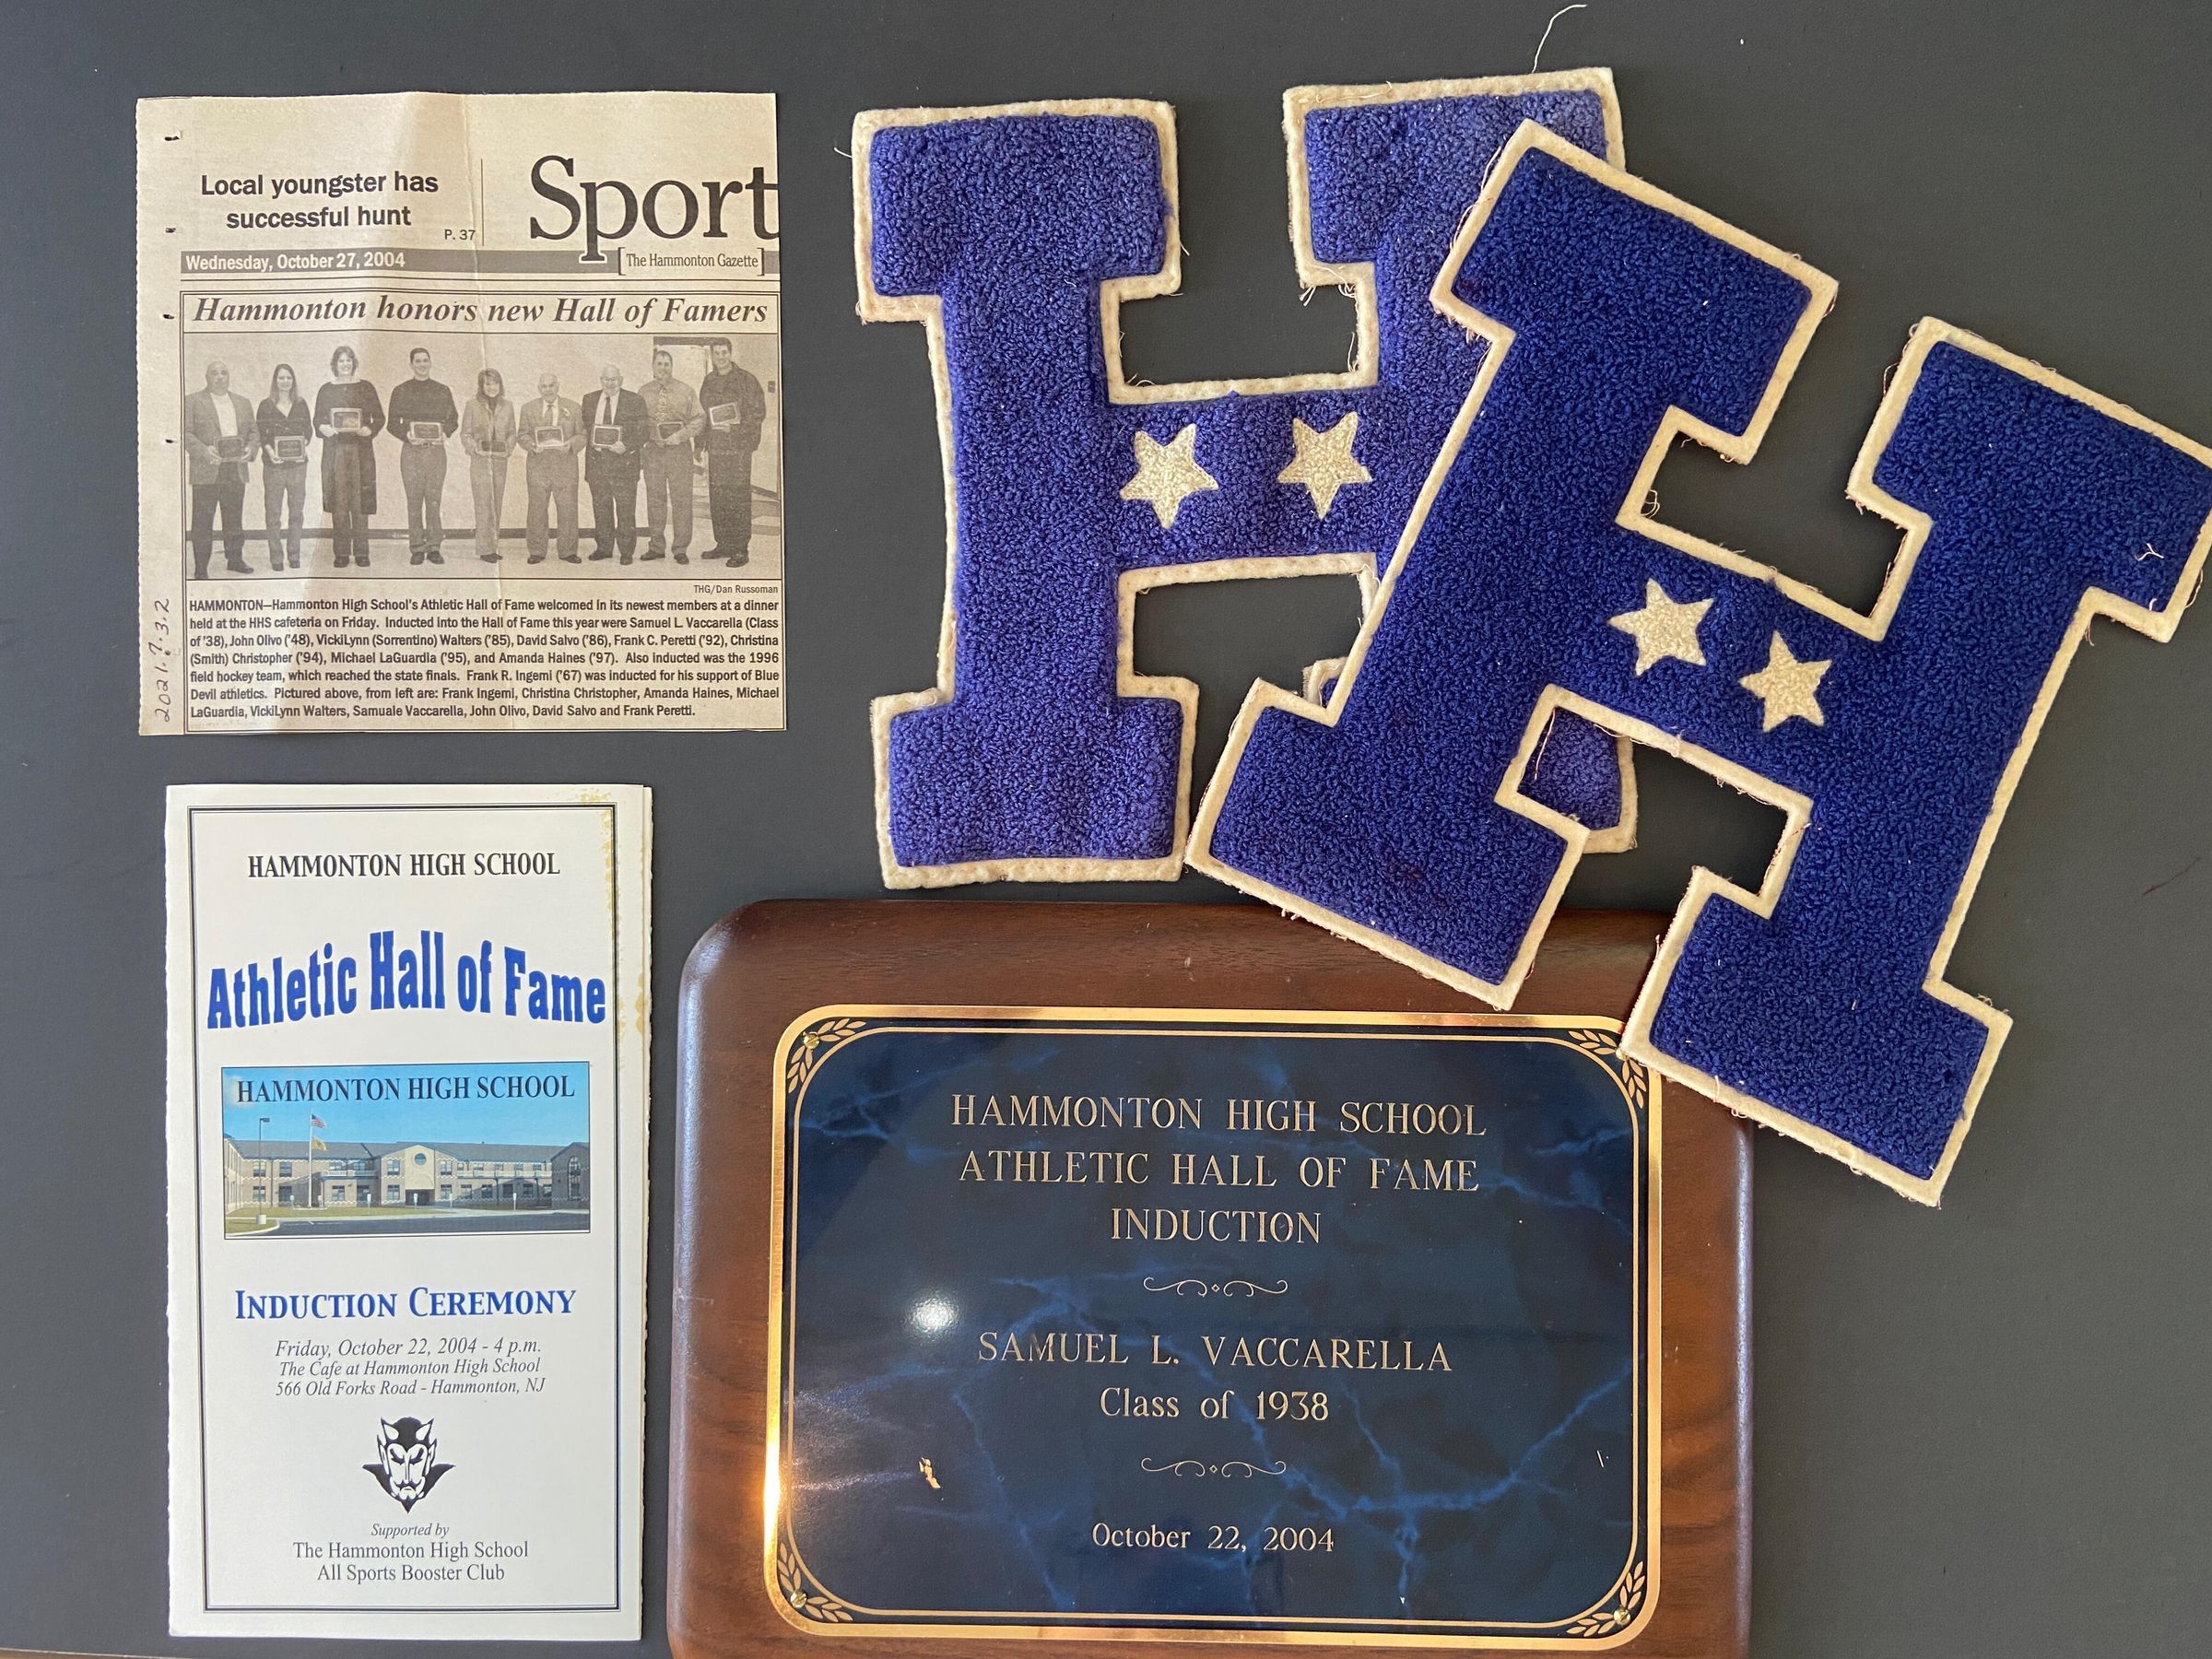 Local youngster has
successful hunt
P. 37
Sport
Wednesday, October 27, 2004
[The Hammonton Gazette]
Hammonton honors new Hall of Famers
THG/Dan Russoman
HAMMONTON—Hammonton High School's Athletic Hall of Fame welcomed in its newest members at a dinner
held at the HHS cafeteria on Friday. Inducted into the Hall of Fame this year were Samuel L. Vaccarella (Class
of '38), John Olivo ('48), VickiLynn (Sorrentino) Walters ('85), David Salvo ('86), Frank C. Peretti ('92), Christina
(Smith) Christopher ('94), Michael LaGuardia ('95), and Amanda Haines ('97). Also inducted was the 1996
field hockey team, which reached the state finals. Frank R. Ingemi ('67) was inducted for his support of Blue
Devil athletics. Pictured above, from left are: Frank Ingemi, Christina Christopher, Amanda Haines, Michael
LaGuardia, VickiLynn Walters, Samuale Vaccarella, John Olivo, David Salvo and Frank Peretti.
2021.7.3.2
H
H
HAMMONTON HIGH SCHOOL
Athletic Hall of Fame
HAMMONTON HIGH SCHOOL
INDUCTION CEREMONY
Friday, October 22, 2004 - 4 p.m.
The Cafe at Hammonton High School
566 Old Forks Road - Hammonton, NJ
Supported by
The Hammonton High School
All Sports Booster Club
HAMMONTON HIGH SCHOOL
ATHLETIC HALL OF FAME
INDUCTION
SAMUEL L. VACCARELLA
Class of 1938
October 22, 2004